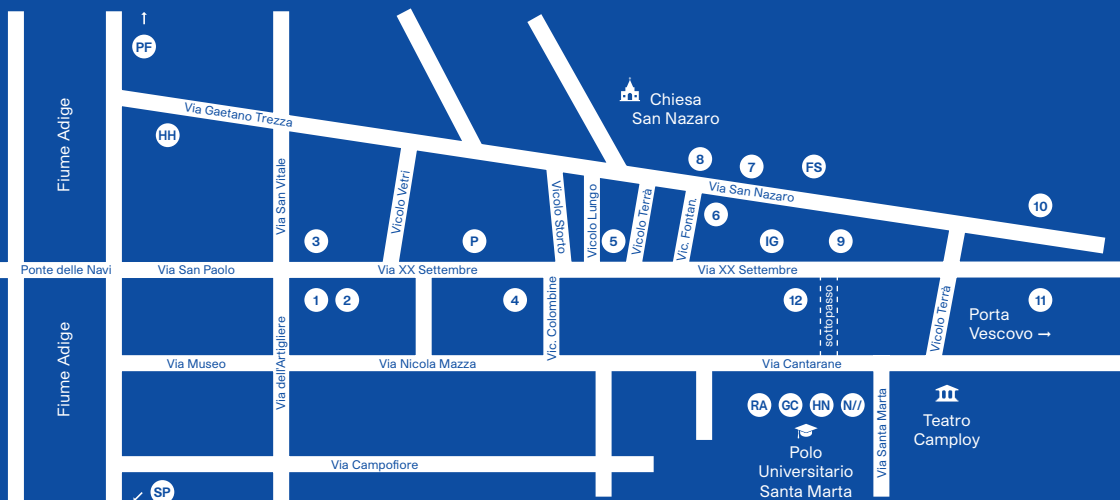 ↑
PF
Via Gaetano Trezza
HH
Fiume Adige
Via San Vitale
Vicolo Vetri
Chiesa
San Nazaro
8
7
FS
Via San Nazaro
10
Vicolo Storto
Vicolo Lungo
Vicolo Terrà
Vic. Fontan.
6
3
P
5
IG
9
Ponte delle Navi
Via San Paolo
Via XX Settembre
Via XX Settembre
1
2
4
Vic. Colombine
12
sottopasso
Vicolo Terrà
11
Porta
Vescovo →
Fiume Adige
Via dell'Artigliere
Via Museo
Via Nicola Mazza
Via Cantarane
RA
GC
HN
N//
Via Santa Marta
Teatro
Camploy
Polo
Universitario
Santa Marta
Via Campofiore
↙
SP